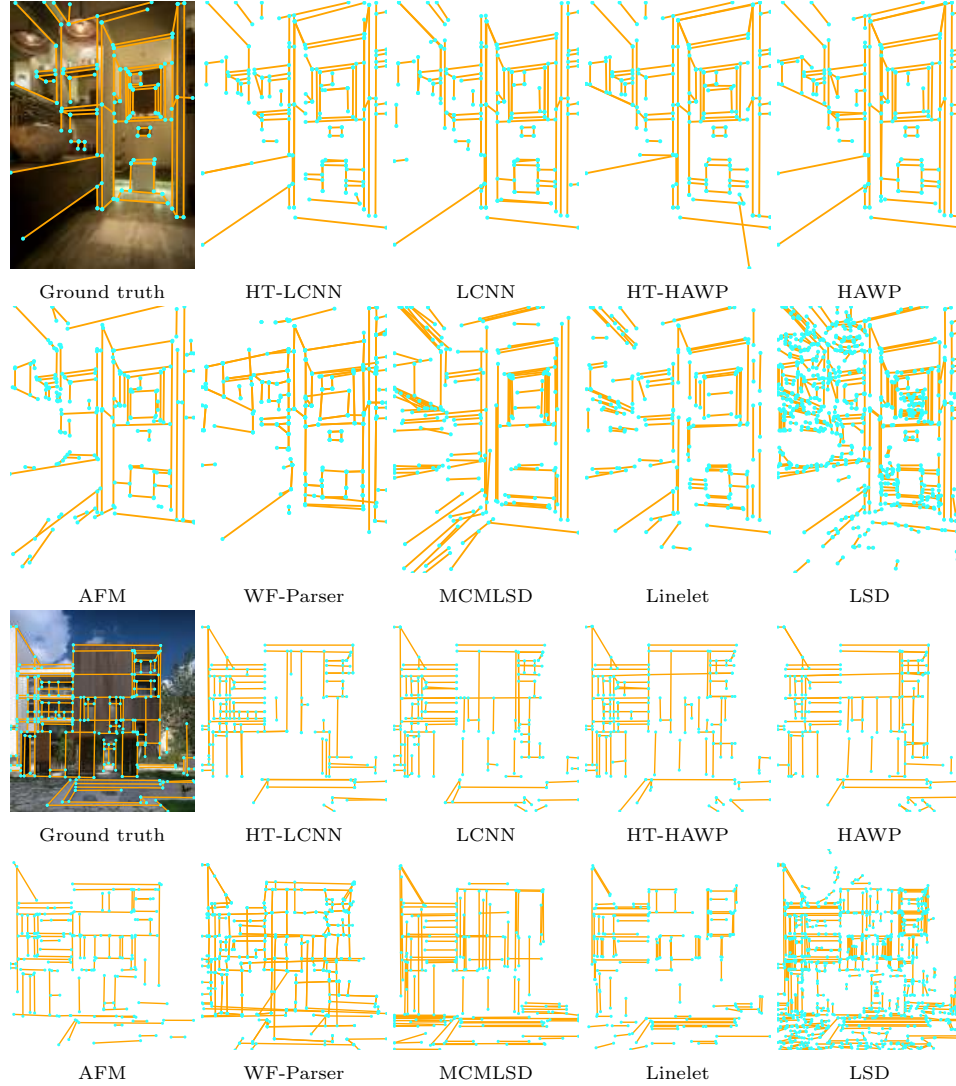 Ground truth HT-LCNN LCNN HT-HAWP HAWP
AFM WF-Parser MCMLSD Linelet LSD
Ground truth HT-LCNN LCNN HT-HAWP HAWP
AFM WF-Parser MCMLSD Linelet LSD